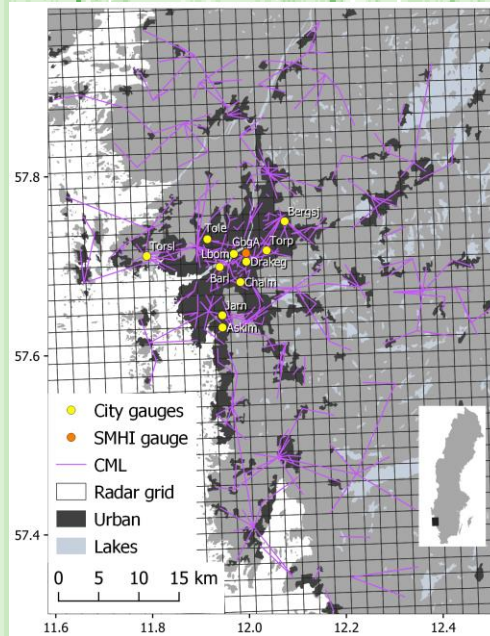 57.8
57.6
57.4
Bergsj
Tole
GbgA
Torp
Torsl
Lbom
Drakeg
Barl
Chalm
Jarn
Askim
City gauges
SMHI gauge
CML
Radar grid
Urban
Lakes
0 5 10 15 km
11.6 11.8 12.0 12.2 12.4